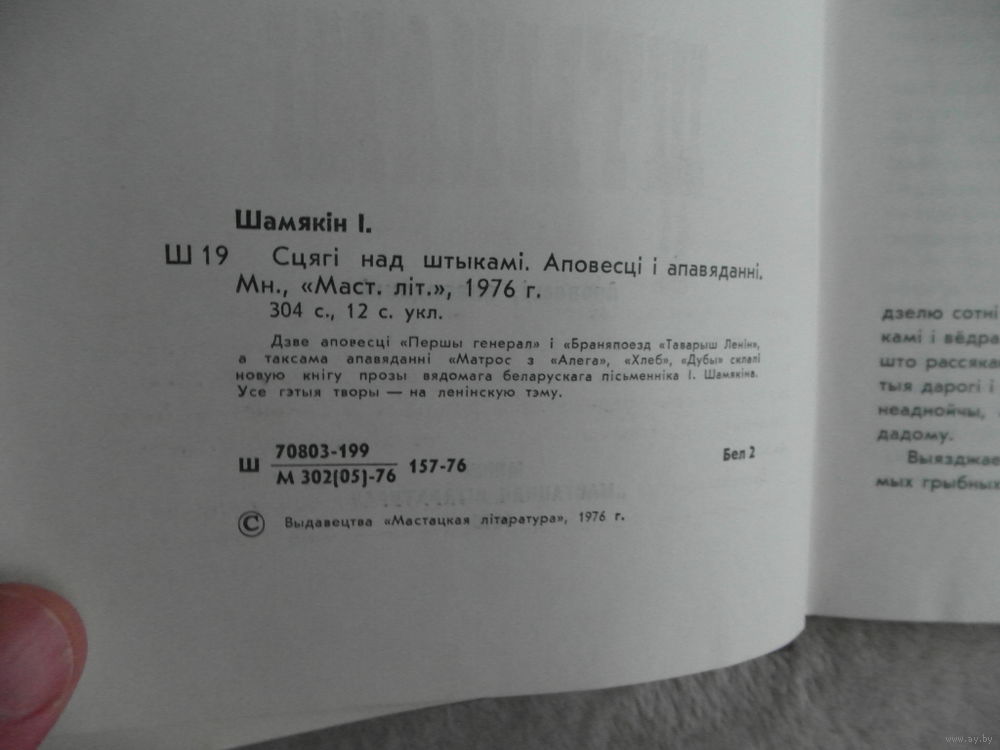 Шамякін І.
Ш 19 Сцягі над штыкамі. Аповесці і апавяданні.
Мн., «Маст. літ.», 1976 г.
304 с., 12 с. укл.
Дзве аповесці «Першы генерал» і «Браняпоезд «Таварыш Ленін»,
а таксама апавяданні «Матрос з «Алега», «Хлеб», «Дубы» склалі
новую кнігу прозы вядомага беларускага пісьменніка І. Шамякіна.
Усе гэтыя творы — на ленінскую тэму.
Ш 70803-199
М 302(05)-76 157-76
Бел 2
© Выдавецтва «Мастацкая літаратура», 1976 г.
дзелю сотні
камі і вёдра
што рассяка
тыя дарогі і
неаднойчы,
дадому.
Выязджае
мых грыбных
www.ay.by